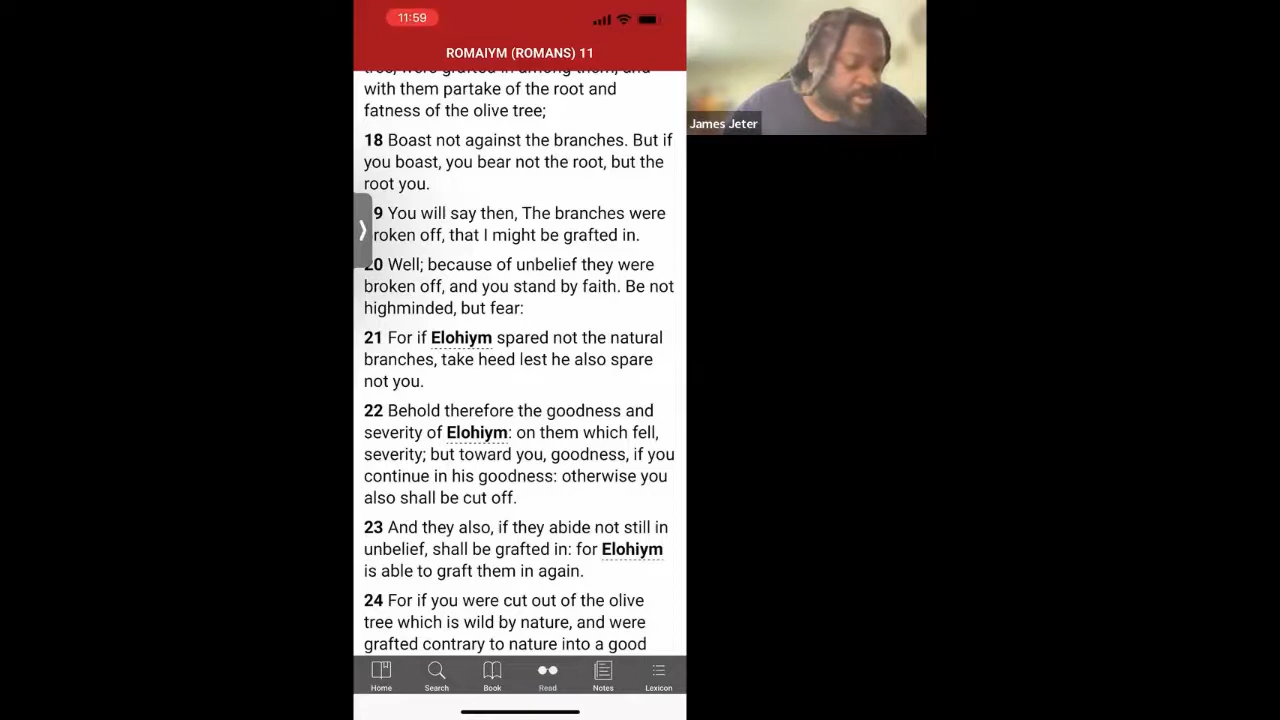 11:59
ROMAIYM (ROMANS) 11
tree, were grafted in among them, and
with them partake of the root and
fatness of the olive tree;
18 Boast not against the branches. But if
you boast, you bear not the root, but the
root you.
9 You will say then, The branches were
roken off, that I might be grafted in.
20 Well; because of unbelief they were
broken off, and you stand by faith. Be not
highminded, but fear:
21 For if Elohiym spared not the natural
branches, take heed lest he also spare
not you.
22 Behold therefore the goodness and
severity of Elohiym: on them which fell,
severity; but toward you, goodness, if you
continue in his goodness: otherwise you
also shall be cut off.
23 And they also, if they abide not still in
unbelief, shall be grafted in: for Elohiym
is able to graft them in again.
24 For if you were cut out of the olive
tree which is wild by nature, and were
grafted contrary to nature into a good
Home Search Book Read Notes Lexicon
James Jeter